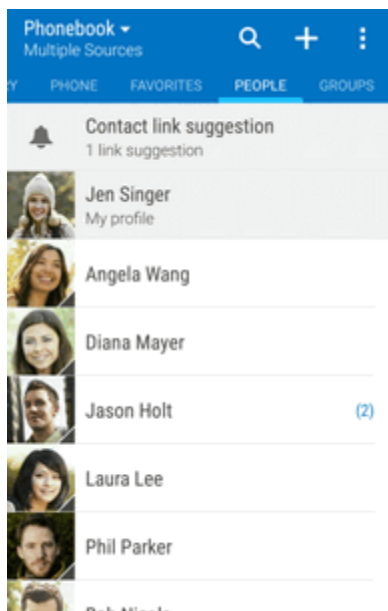 Phonebook
Multiple Sources
PHONE FAVORITES PEOPLE GROUPS
Contact link suggestion
1 link suggestion
Jen Singer
My profile
Angela Wang
Diana Mayer
Jason Holt (2)
Laura Lee
Phil Parker